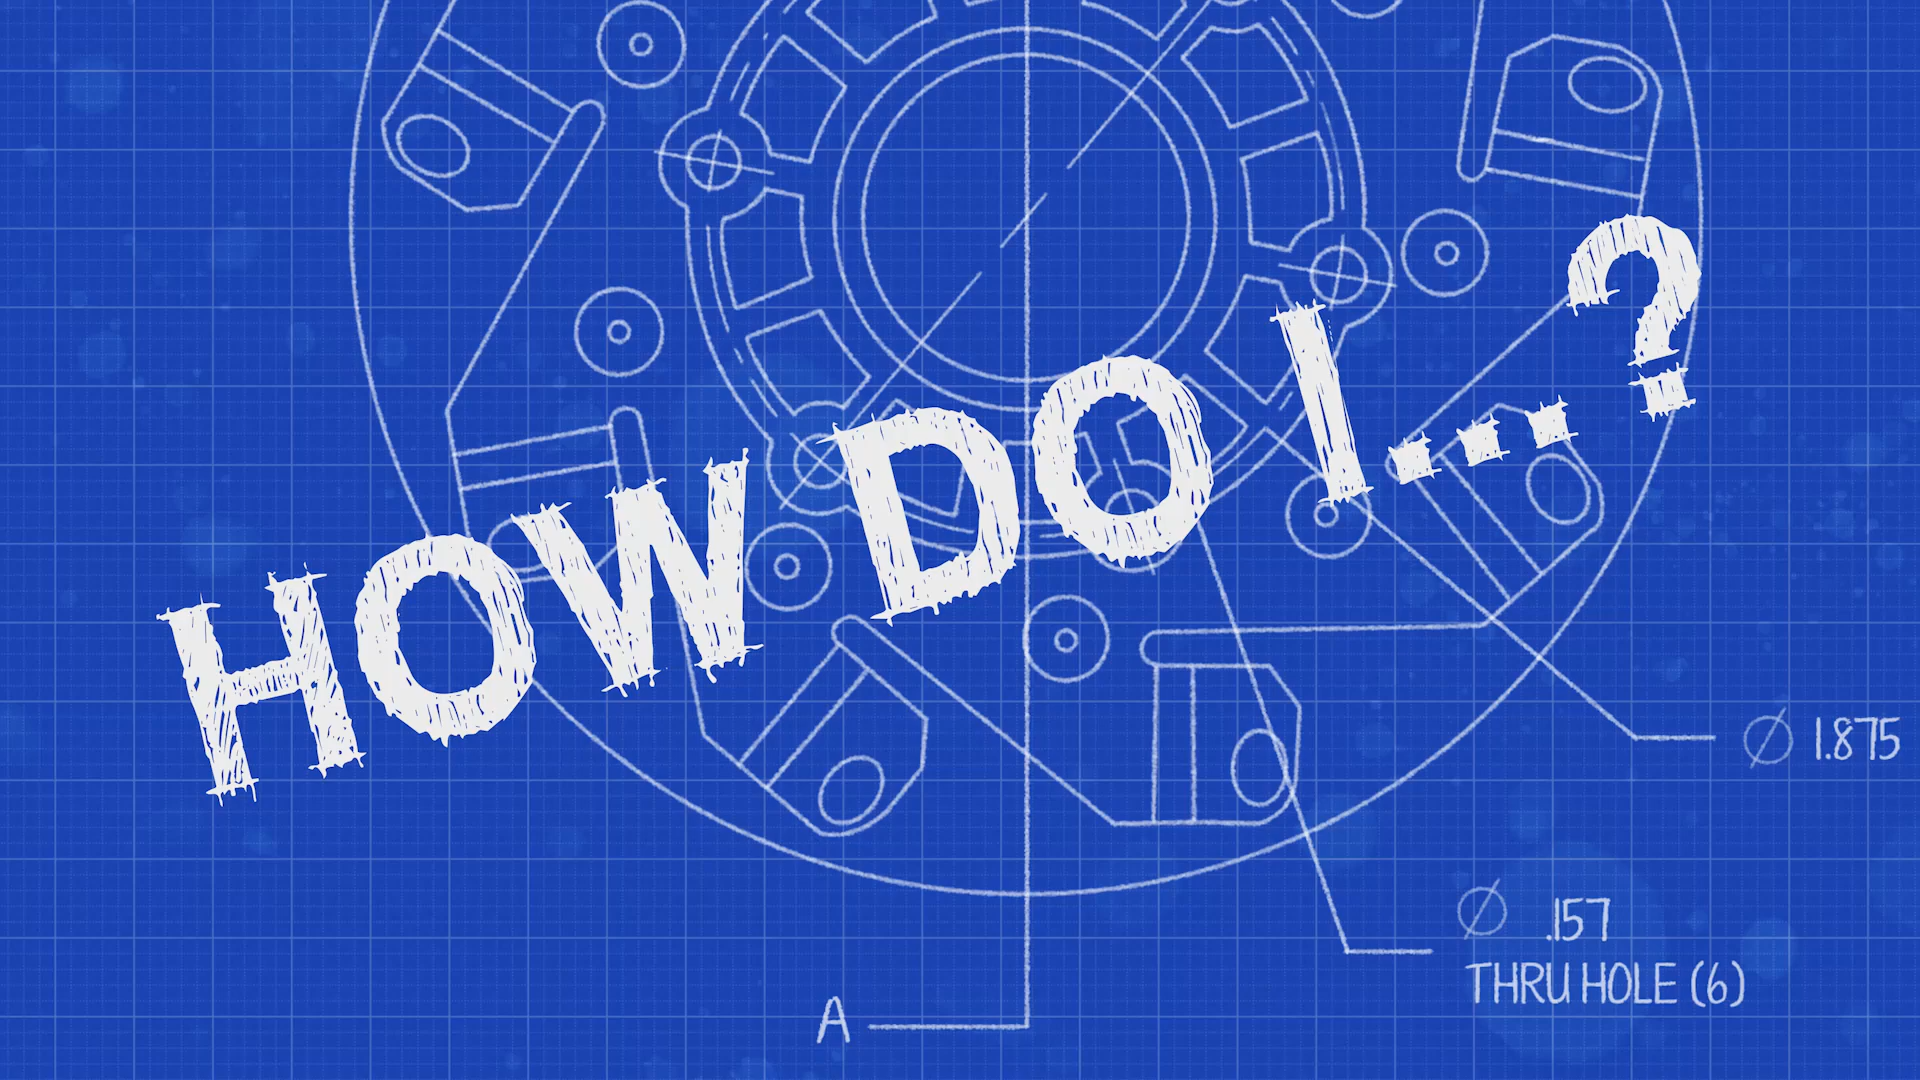 HOW DO I...?
Ø 1.875
Ø .157
THRU HOLE (6)
A